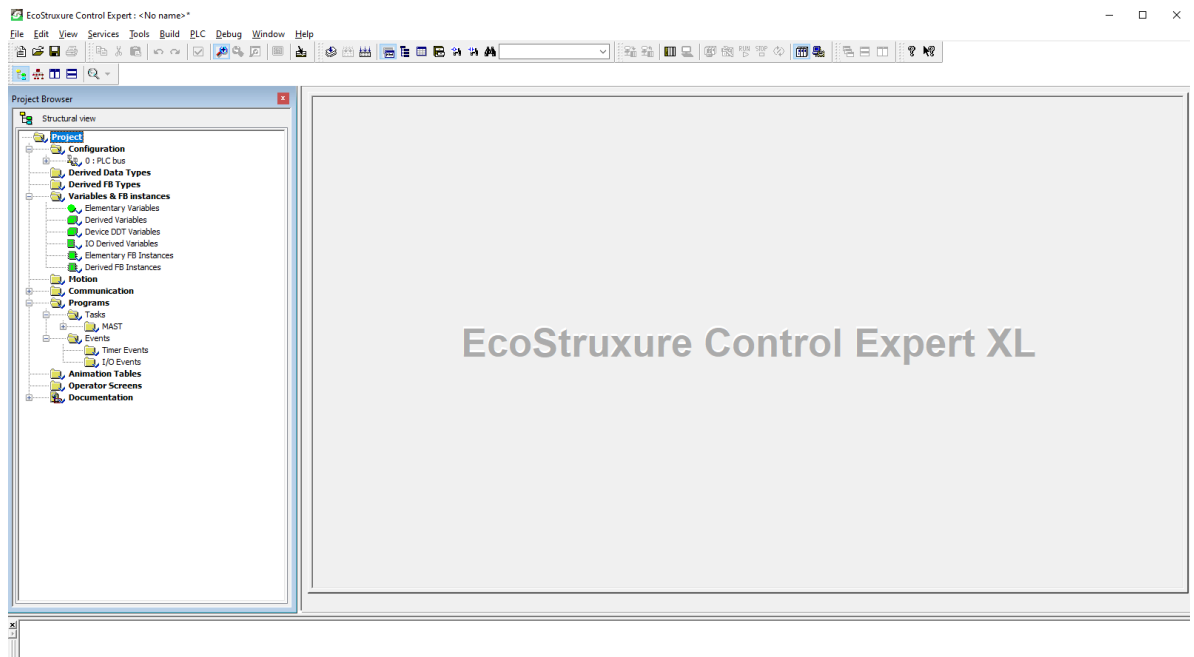 EcoStruxure Control Expert : <No name>*
File Edit View Services Tools Build PLC Debug Window Help
Project Browser
Structural view
Project
Configuration
0 : PLC bus
Derived Data Types
Derived FB Types
Variables & FB instances
Elementary Variables
Derived Variables
Device DDT Variables
IO Derived Variables
Elementary FB Instances
Derived FB Instances
Motion
Communication
Programs
Tasks
MAST
Events
Timer Events
I/O Events
Animation Tables
Operator Screens
Documentation
EcoStruxure Control Expert XL